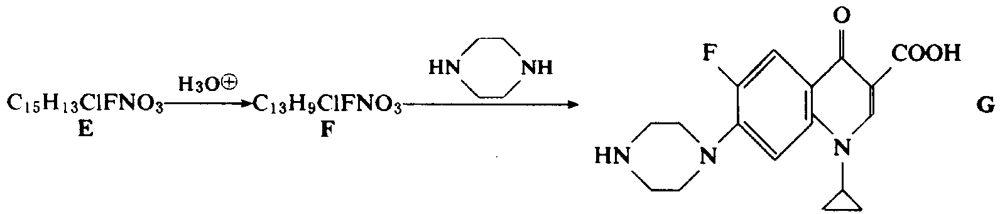 O
F
COOH
HN
NH
H₃O⊕
C₁₅H₁₃ClFNO₃
C₁₃H₉ClFNO₃
G
E
F
HN
N
N